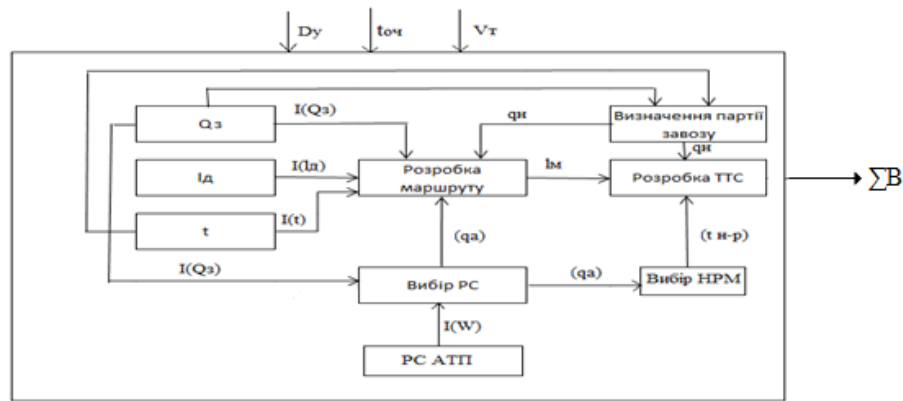 Dу
tоч
Vт
I(Qз)
qн
Qз
Визначення партії
завозу
qн
lд
I(lд)
Розробка
маршруту
lм
Розробка ТТС
t
I(t)
(qа)
(t н-р)
I(Qз)
Вибір РС
(qа)
Вибір НРМ
I(W)
РС АТП
∑В